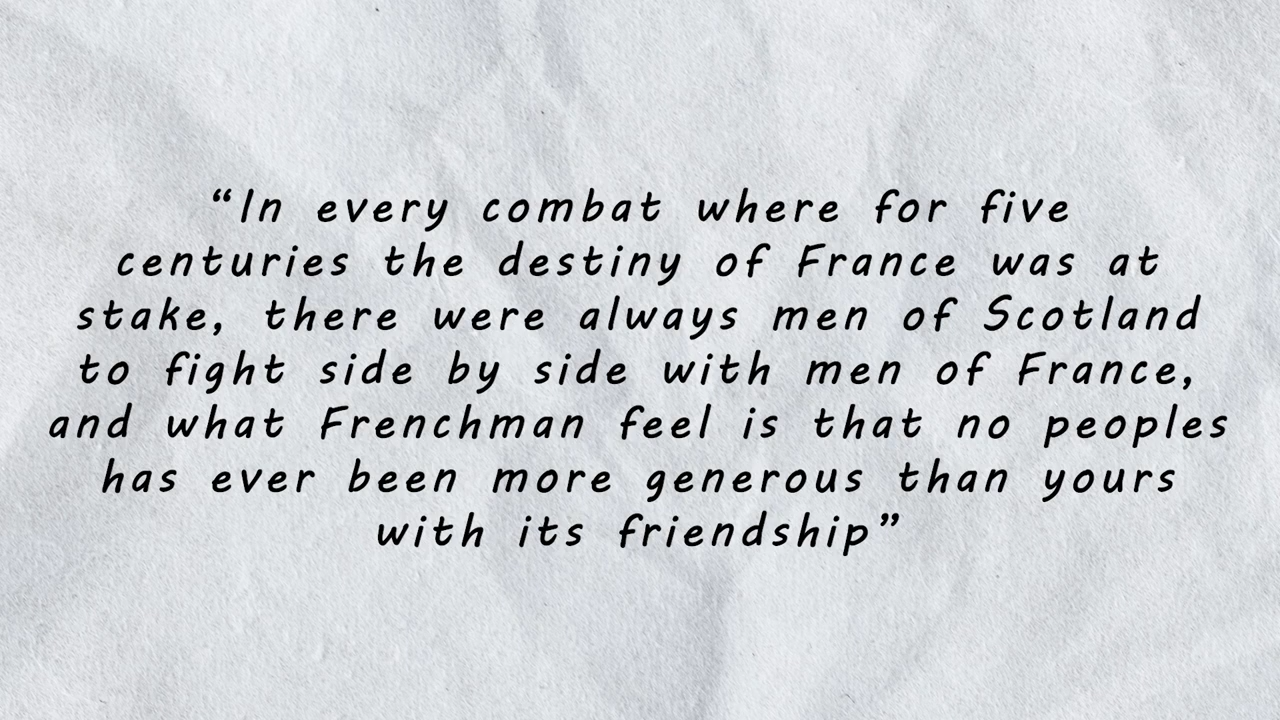 “In every combat where for five
centuries the destiny of France was at
stake, there were always men of Scotland
to fight side by side with men of France,
and what Frenchman feel is that no peoples
has ever been more generous than yours
with its friendship”